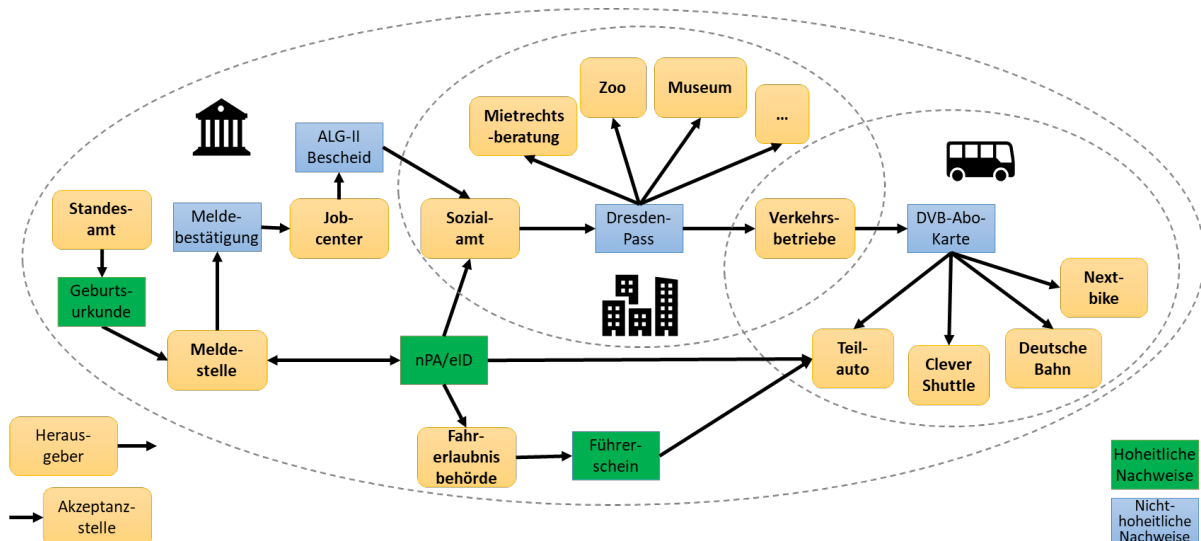 Zoo
Museum
...
Mietrechts
-beratung
ALG-II
Bescheid
Standes-
amt
Melde-
bestätigung
Job-
center
Sozial-
amt
Dresden-
Pass
Verkehrs-
betriebe
DVB-Abo-
Karte
Geburts-
urkunde
Next-
bike
Melde-
stelle
nPA/eID
Teil-
auto
Clever
Shuttle
Deutsche
Bahn
Heraus-
geber
Fahr-
erlaubnis
behörde
Führer-
schein
Hoheitliche
Nachweise
Akzeptanz-
stelle
Nicht-
hoheitliche
Nachweise